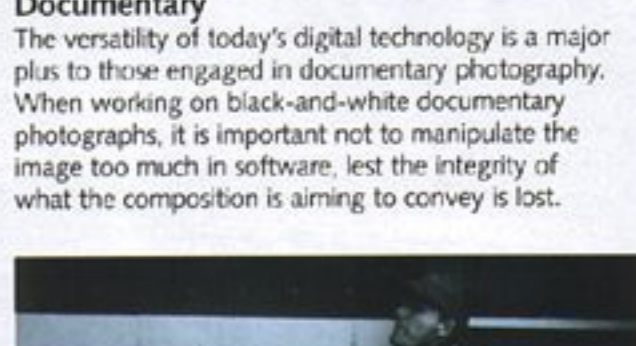 Documentary
The versatility of today's digital technology is a major
plus to those engaged in documentary photography.
When working on black-and-white documentary
photographs, it is important not to manipulate the
image too much in software, lest the integrity of
what the composition is aiming to convey is lost.